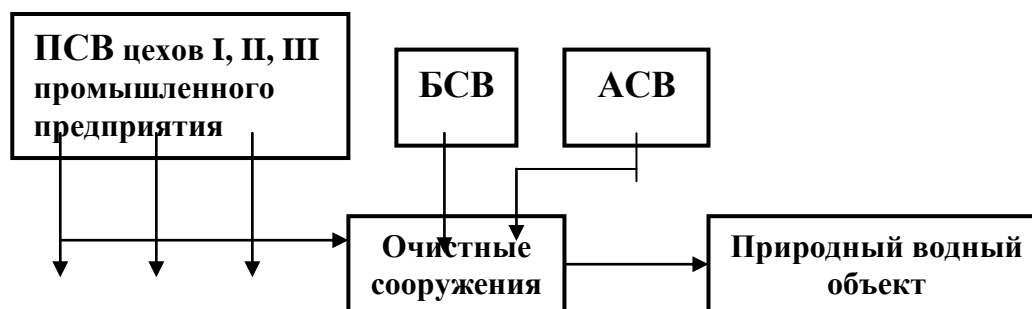 ПСВ цехов I, II, III
промышленного
предприятия
БСВ
АСВ
Очистные
сооружения
Природный водный
объект